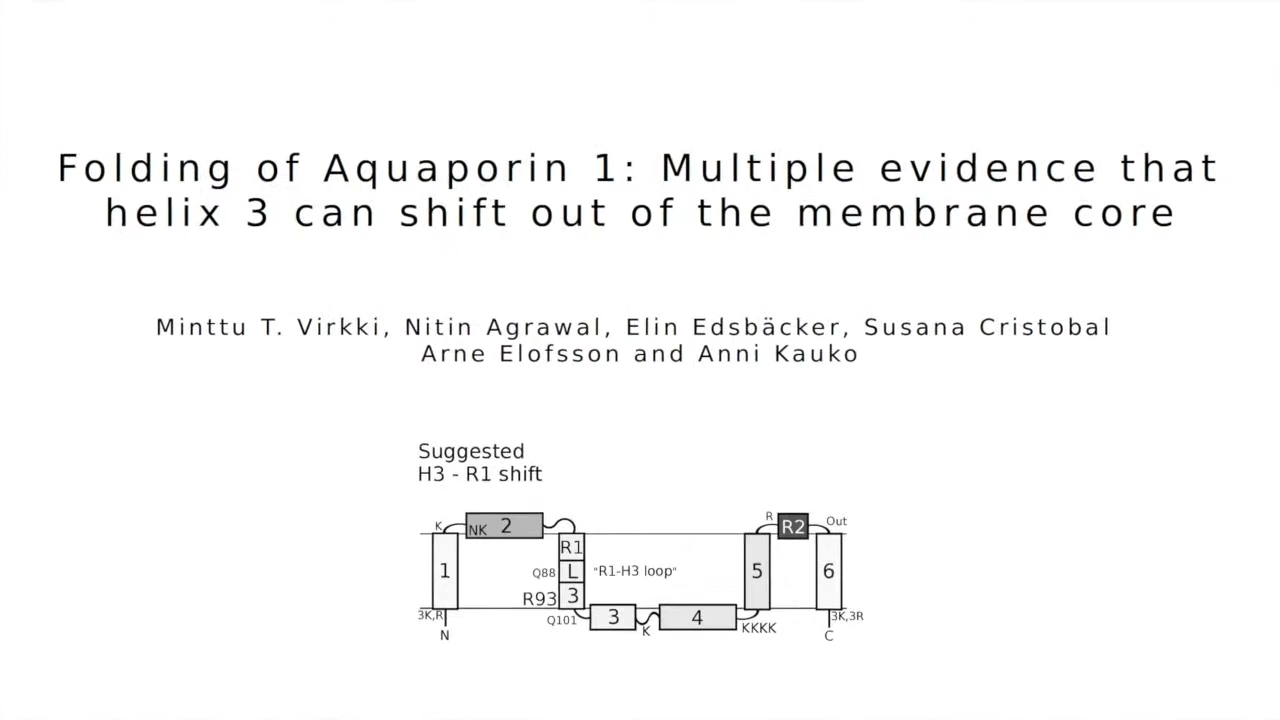 Folding of Aquaporin 1: Multiple evidence that
helix 3 can shift out of the membrane core
Minttu T. Virkki, Nitin Agrawal, Elin Edsbäcker, Susana Cristobal
Arne Elofsson and Anni Kauko
Suggested
H3 - R1 shift
K NK 2 R R2 Out
R1
1 Q88 L "R1-H3 loop" 5 6
R93 3
3K,R Q101 3 K 4 KKKK 3K,3R
N C